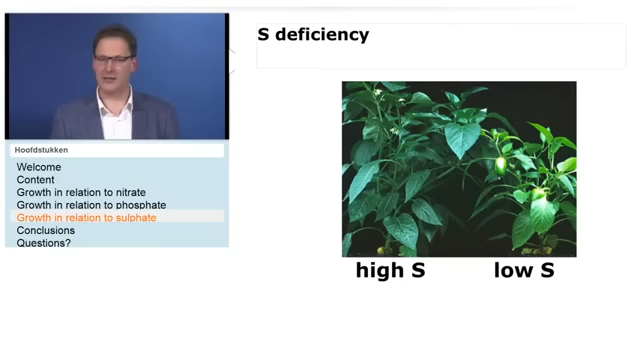 S deficiency
Hoofdstukken
Welcome
Content
Growth in relation to nitrate
Growth in relation to phosphate
Growth in relation to sulphate
Conclusions
Questions?
high S
low S